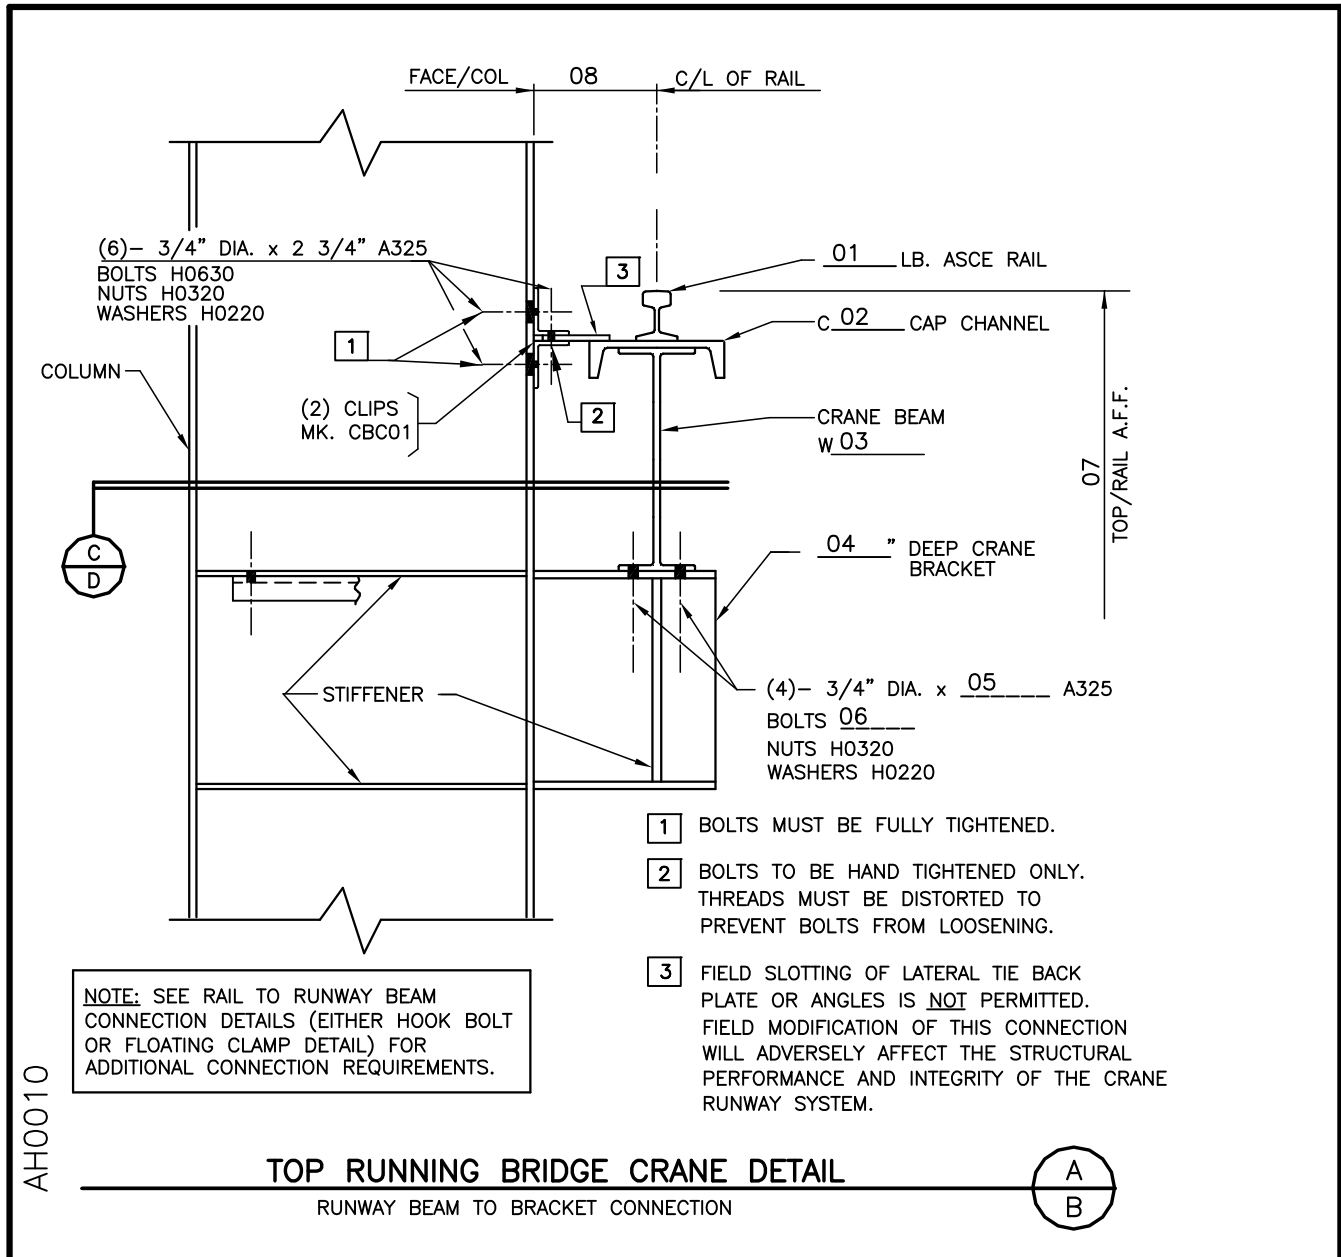 FACE/COL
08
C/L OF RAIL
(6)- 3/4" DIA. x 2 3/4" A325
BOLTS H0630
NUTS H0320
WASHERS H0220
3
01 LB. ASCE RAIL
C 02 CAP CHANNEL
1
COLUMN
(2) CLIPS
MK. CBC01
2
CRANE BEAM
W 03
07
TOP/RAIL A.F.F.
C
D
04 " DEEP CRANE
BRACKET
STIFFENER
(4)- 3/4" DIA. x 05 A325
BOLTS 06
NUTS H0320
WASHERS H0220
1 BOLTS MUST BE FULLY TIGHTENED.
2 BOLTS TO BE HAND TIGHTENED ONLY.
THREADS MUST BE DISTORTED TO
PREVENT BOLTS FROM LOOSENING.
3 FIELD SLOTTING OF LATERAL TIE BACK
PLATE OR ANGLES IS NOT PERMITTED.
FIELD MODIFICATION OF THIS CONNECTION
WILL ADVERSELY AFFECT THE STRUCTURAL
PERFORMANCE AND INTEGRITY OF THE CRANE
RUNWAY SYSTEM.
NOTE: SEE RAIL TO RUNWAY BEAM
CONNECTION DETAILS (EITHER HOOK BOLT
OR FLOATING CLAMP DETAIL) FOR
ADDITIONAL CONNECTION REQUIREMENTS.
AH0010
TOP RUNNING BRIDGE CRANE DETAIL
RUNWAY BEAM TO BRACKET CONNECTION
A
B